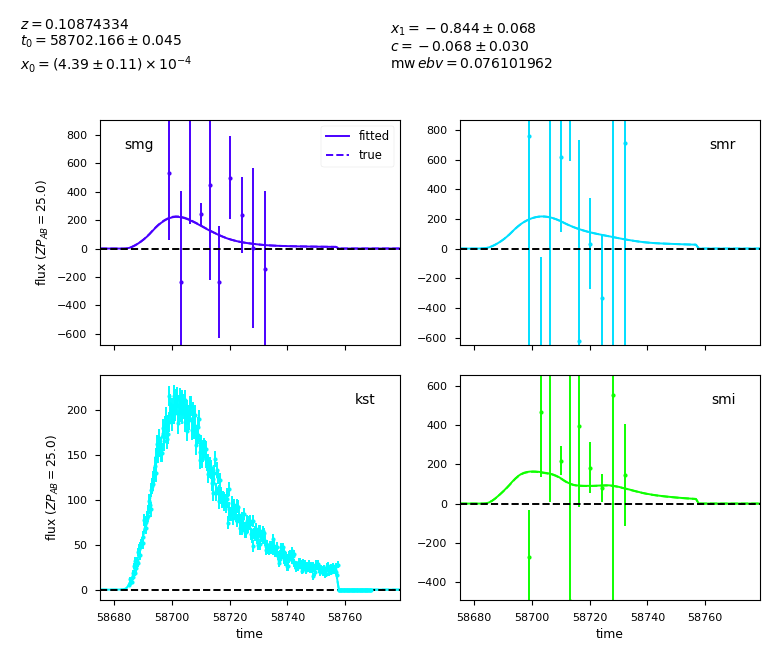 z = 0.10874334
t₀ = 58702.166 ± 0.045
x₀ = (4.39 ± 0.11) × 10⁻⁴
x₁ = −0.844 ± 0.068
c = −0.068 ± 0.030
mw ebv = 0.076101962
smg
fitted
true
flux (ZP_AB = 25.0)
800
600
400
200
0
−200
−400
−600
smr
800
600
400
200
0
−200
−400
−600
kst
flux (ZP_AB = 25.0)
200
150
100
50
0
58680 58700 58720 58740 58760
time
smi
600
400
200
0
−200
−400
58680 58700 58720 58740 58760
time